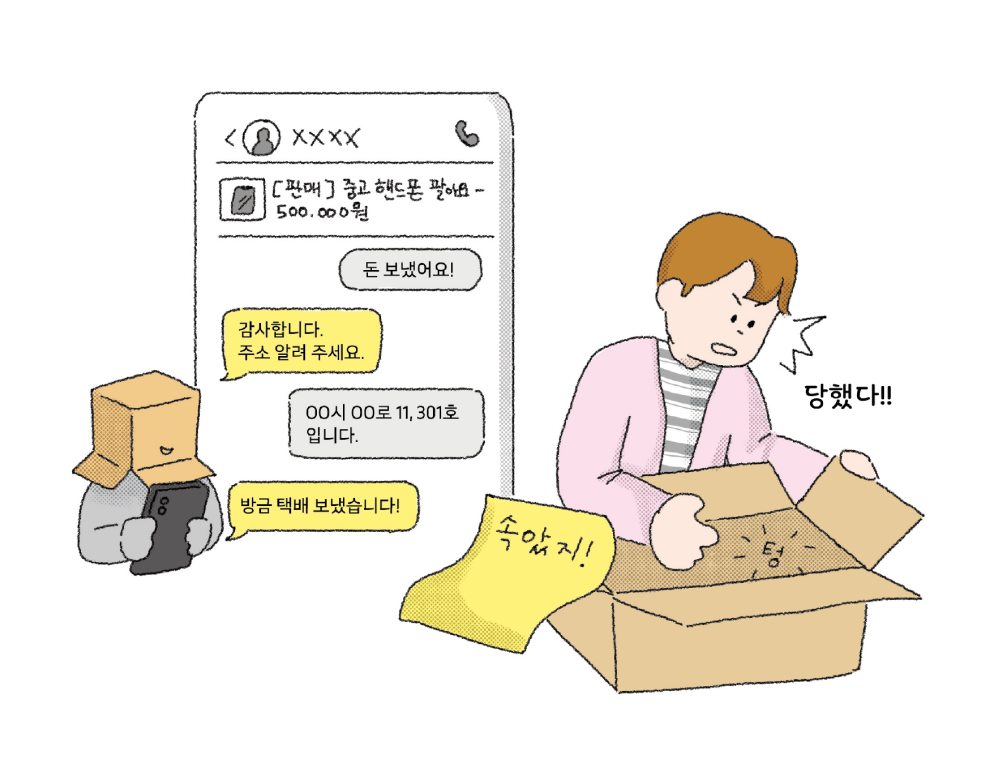 < XXXX
[판매] 중고 핸드폰 팔아요 -
500.000원
돈 보냈어요!
감사합니다.
주소 알려 주세요.
OO시 OO로 11, 301호
입니다.
방금 택배 보냈습니다!
속았지!
당했다!!
텅